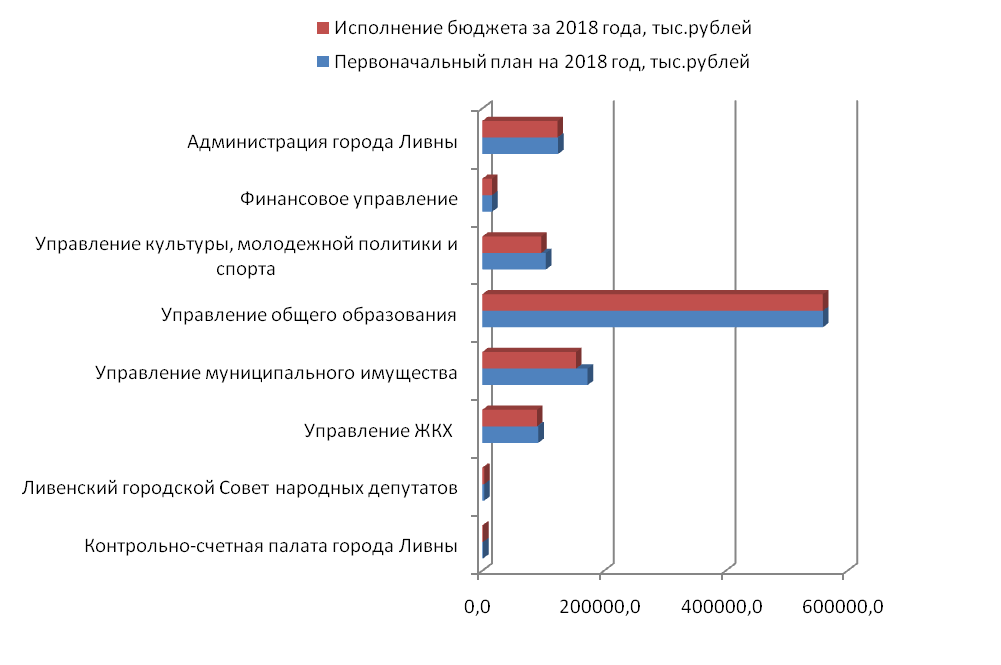 Исполнение бюджета за 2018 года, тыс.рублей
Первоначальный план на 2018 год, тыс.рублей
Администрация города Ливны
Финансовое управление
Управление культуры, молодежной политики и
спорта
Управление общего образования
Управление муниципального имущества
Управление ЖКХ
Ливенский городской Совет народных депутатов
Контрольно-счетная палата города Ливны
0,0 200000,0 400000,0 600000,0